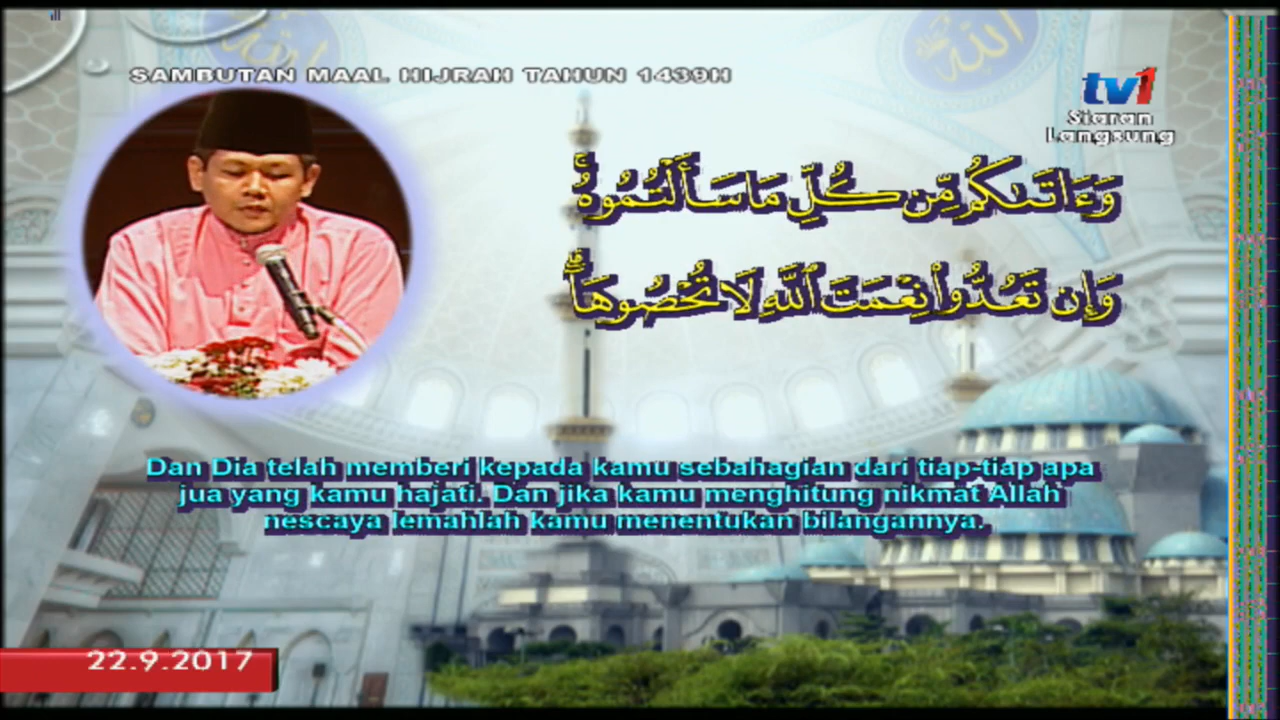 SAMBUTAN MAAL HIJRAH TAHUN 1439H
tv1
Siaran
Langsung
وَءَاتَىٰكُم مِّن كُلِّ مَا سَأَلْتُمُوهُ ۚ
وَإِن تَعُدُّوا۟ نِعْمَتَ ٱللَّهِ لَا تُحْصُوهَآ ۗ
Dan Dia telah memberi kepada kamu sebahagian dari tiap-tiap apa
jua yang kamu hajati. Dan jika kamu menghitung nikmat Allah
nescaya lemahlah kamu menentukan bilangannya.
22.9.2017
الله